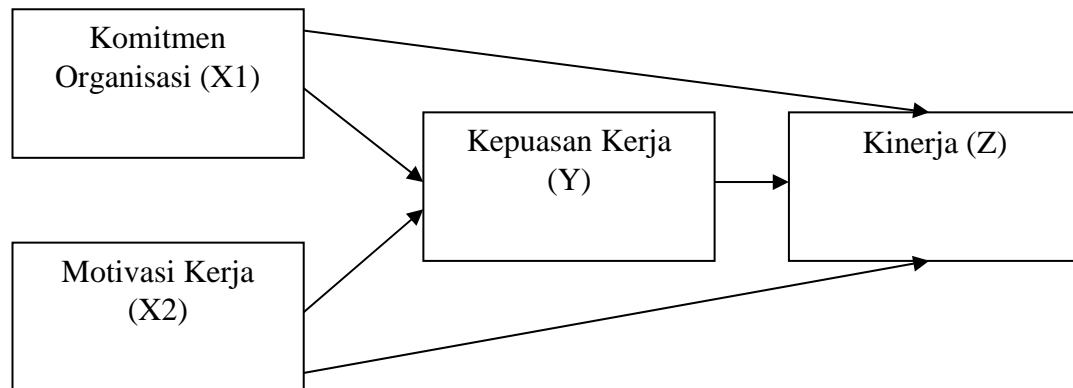 Komitmen
Organisasi (X1)
Kepuasan Kerja
(Y)
Kinerja (Z)
Motivasi Kerja
(X2)